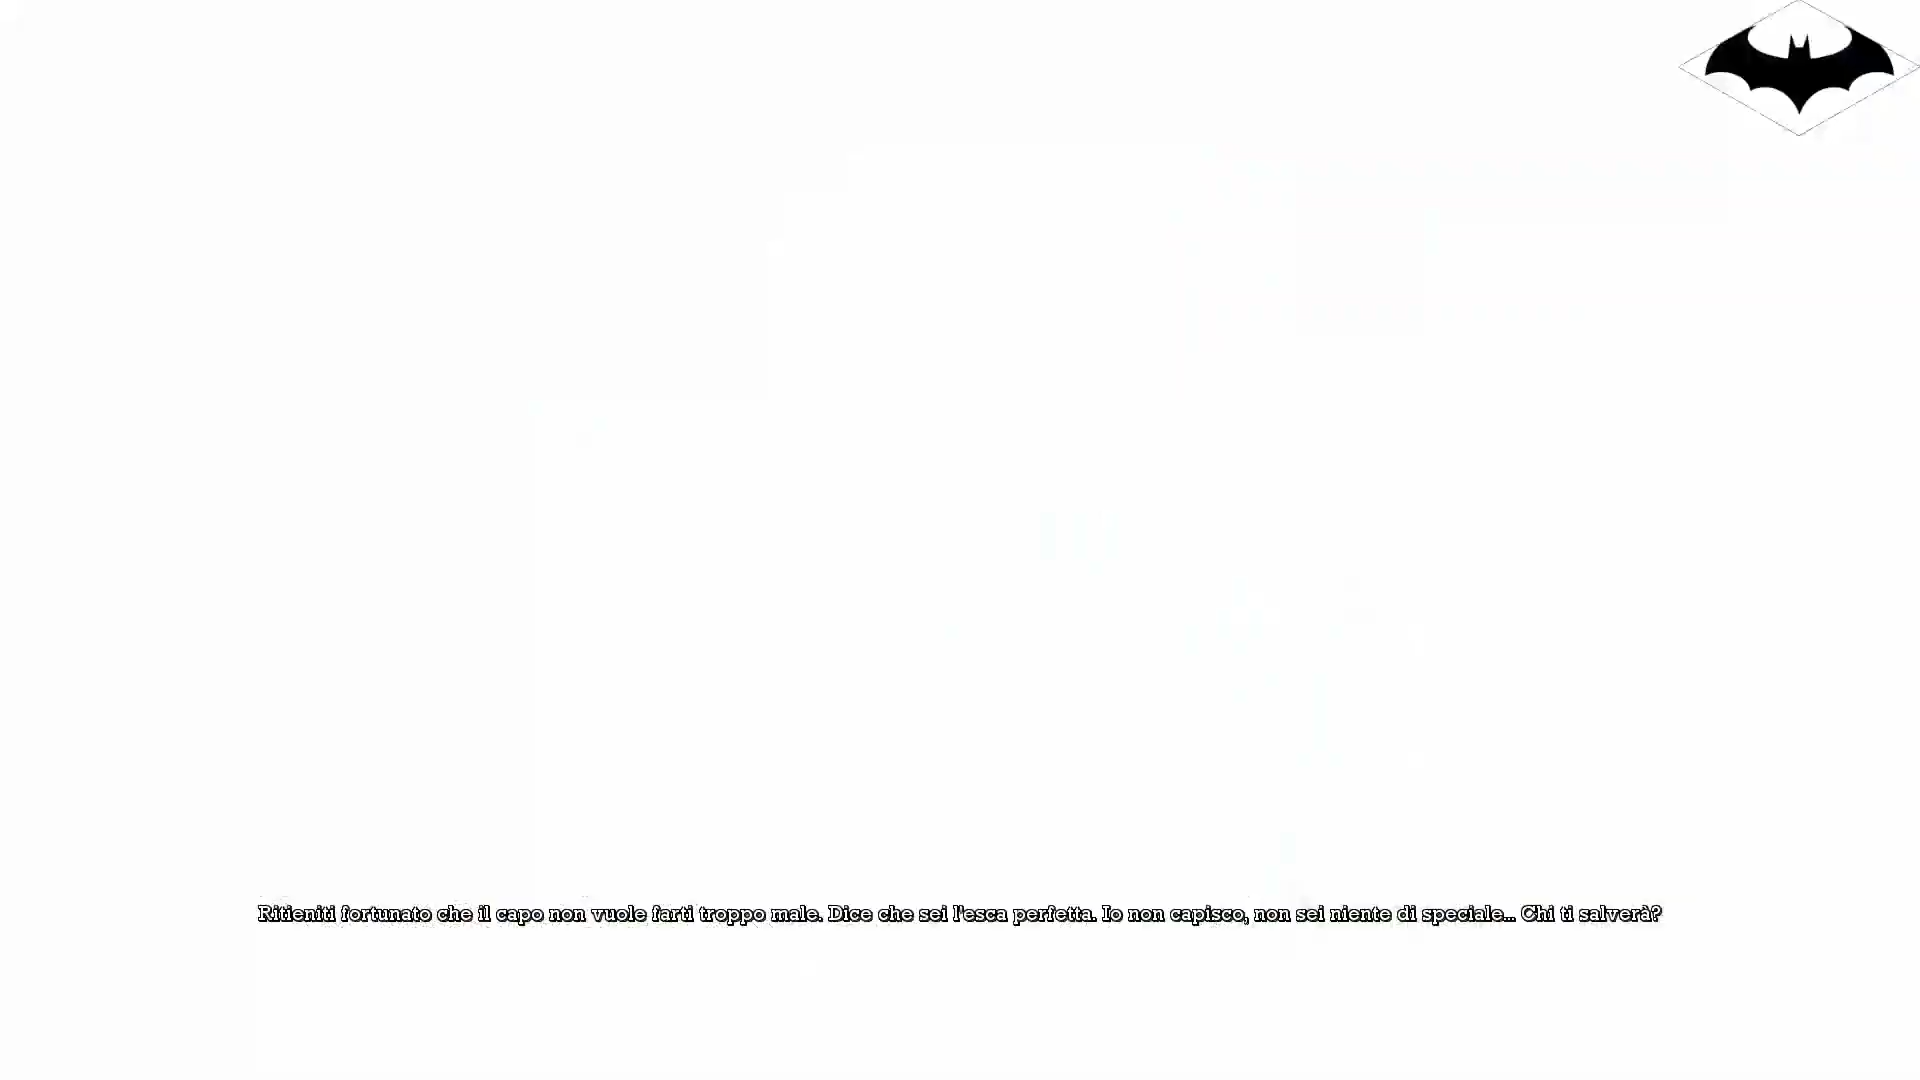 Ritieniti fortunato che il capo non vuole farti troppo male. Dice che sei l'esca perfetta. Io non capisco, non sei niente di speciale... Chi ti salverà?